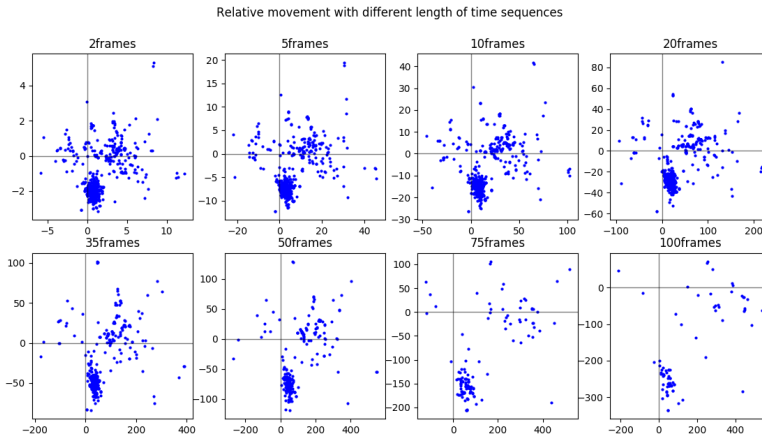 Relative movement with different length of time sequences
2frames 5frames 10frames 20frames
4 2 0 −2
−5 0 5 10
20 15 10 5 0 −5 −10
−20 0 20 40
40 30 20 10 0 −10 −20 −30
−50 0 50 100
80 60 40 20 0 −20 −40 −60
−100 0 100 200
35frames 50frames 75frames 100frames
100 50 0 −50
−200 0 200 400
100 50 0 −50 −100
−200 0 200 400
100 50 0 −50 −100 −150 −200
0 200 400
0 −100 −200 −300
−200 0 200 400